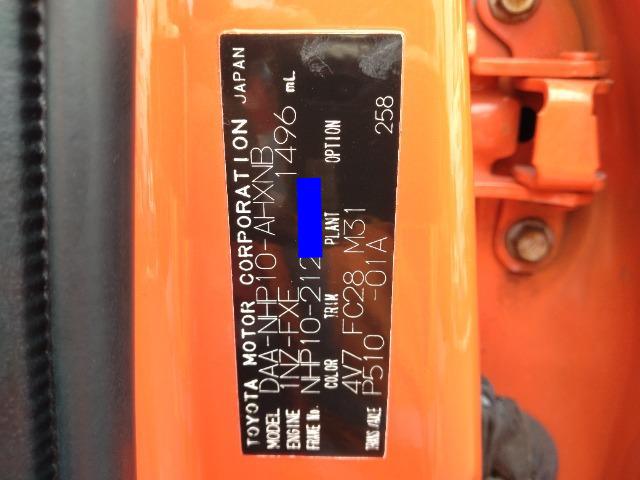 TOYOTA MOTOR CORPORATION JAPAN
MODEL DAA-NHP10-AHXNB
ENGINE 1NZ-FXE 1496 mL
FRAME No. NHP10-212
COLOR TRIM PLANT OPTION
4V7 FC28 M31
TRANS./AXLE P510 -01A 258